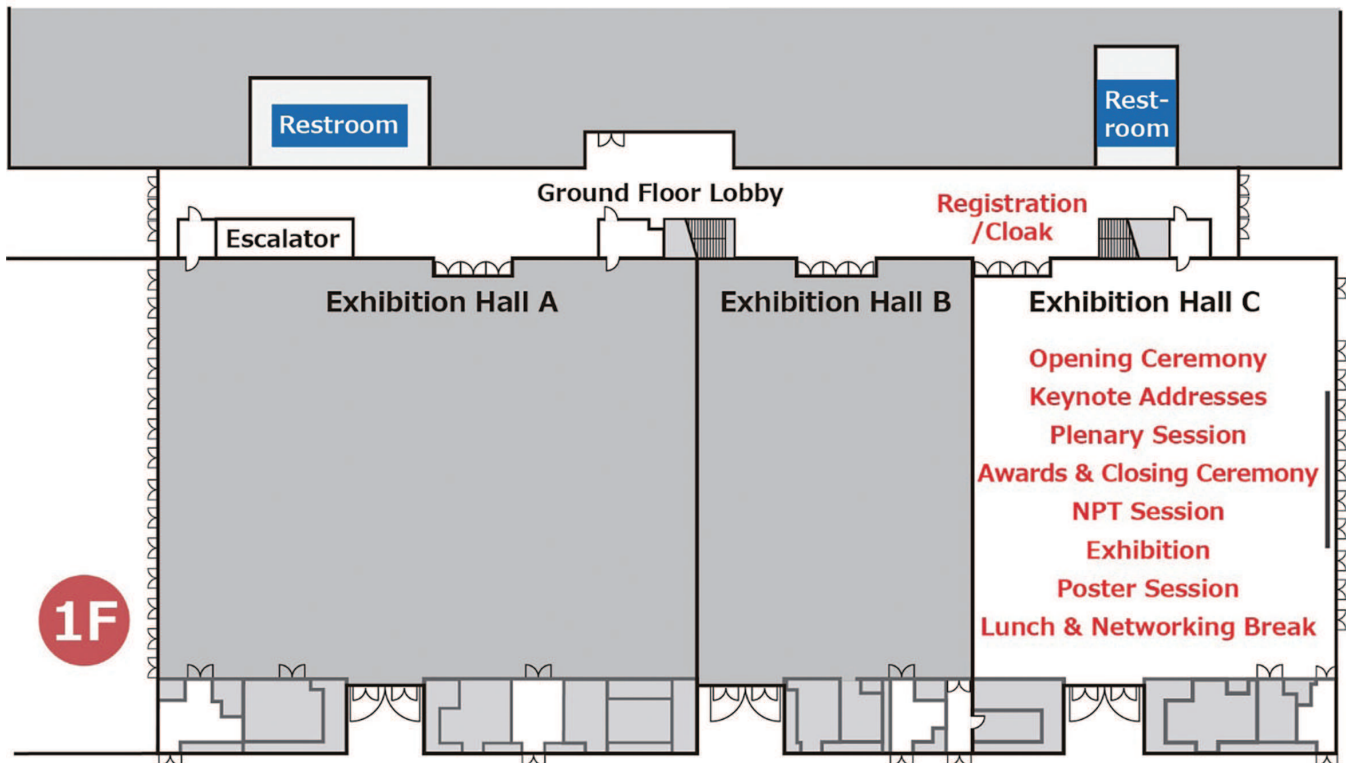 Restroom
Rest-
room
Ground Floor Lobby
Registration
/Cloak
Escalator
Exhibition Hall A
Exhibition Hall B
Exhibition Hall C
Opening Ceremony
Keynote Addresses
Plenary Session
Awards & Closing Ceremony
NPT Session
Exhibition
Poster Session
Lunch & Networking Break
1F